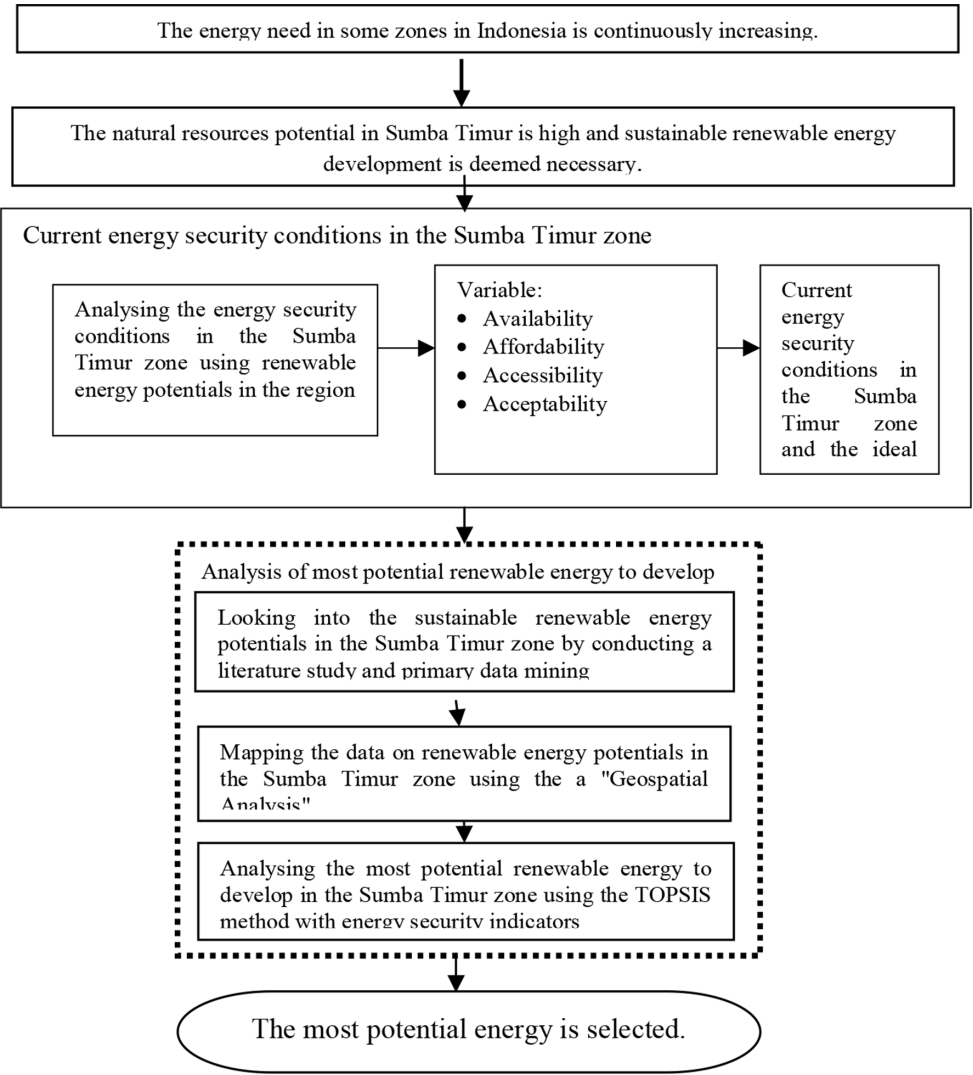 The energy need in some zones in Indonesia is continuously increasing.
The natural resources potential in Sumba Timur is high and sustainable renewable energy
development is deemed necessary.
Current energy security conditions in the Sumba Timur zone
Analysing the energy security
conditions in the Sumba
Timur zone using renewable
energy potentials in the region
Variable:
• Availability
• Affordability
• Accessibility
• Acceptability
Current
energy
security
conditions in
the Sumba
Timur zone
and the ideal
Analysis of most potential renewable energy to develop
Looking into the sustainable renewable energy
potentials in the Sumba Timur zone by conducting a
literature study and primary data mining
Mapping the data on renewable energy potentials in
the Sumba Timur zone using the a "Geospatial
Analysis"
Analysing the most potential renewable energy to
develop in the Sumba Timur zone using the TOPSIS
method with energy security indicators
The most potential energy is selected.